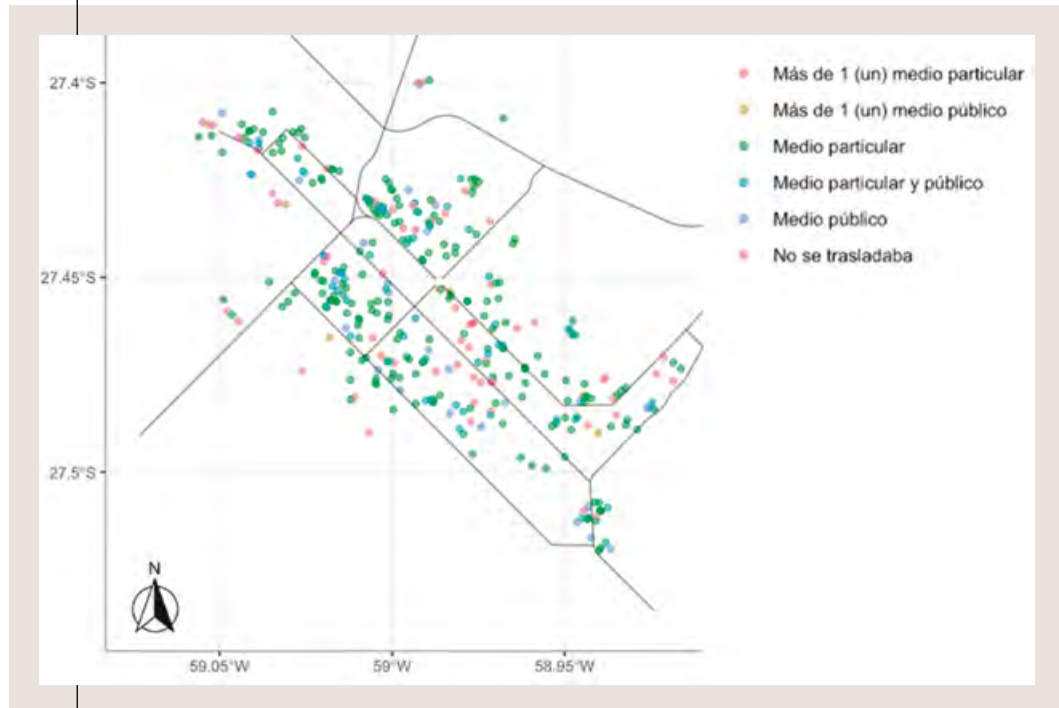 27.4°S
27.45°S
27.5°S
59.05°W
59°W
58.95°W
N
Más de 1 (un) medio particular
Más de 1 (un) medio público
Medio particular
Medio particular y público
Medio público
No se trasladaba